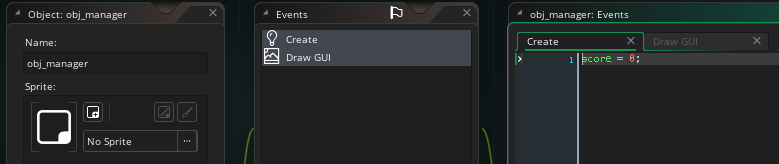 Object: obj_manager
Name:
obj_manager
Sprite:
No Sprite
...
Events
Create
Draw GUI
obj_manager: Events
Create
Draw GUI
1 score = 0;